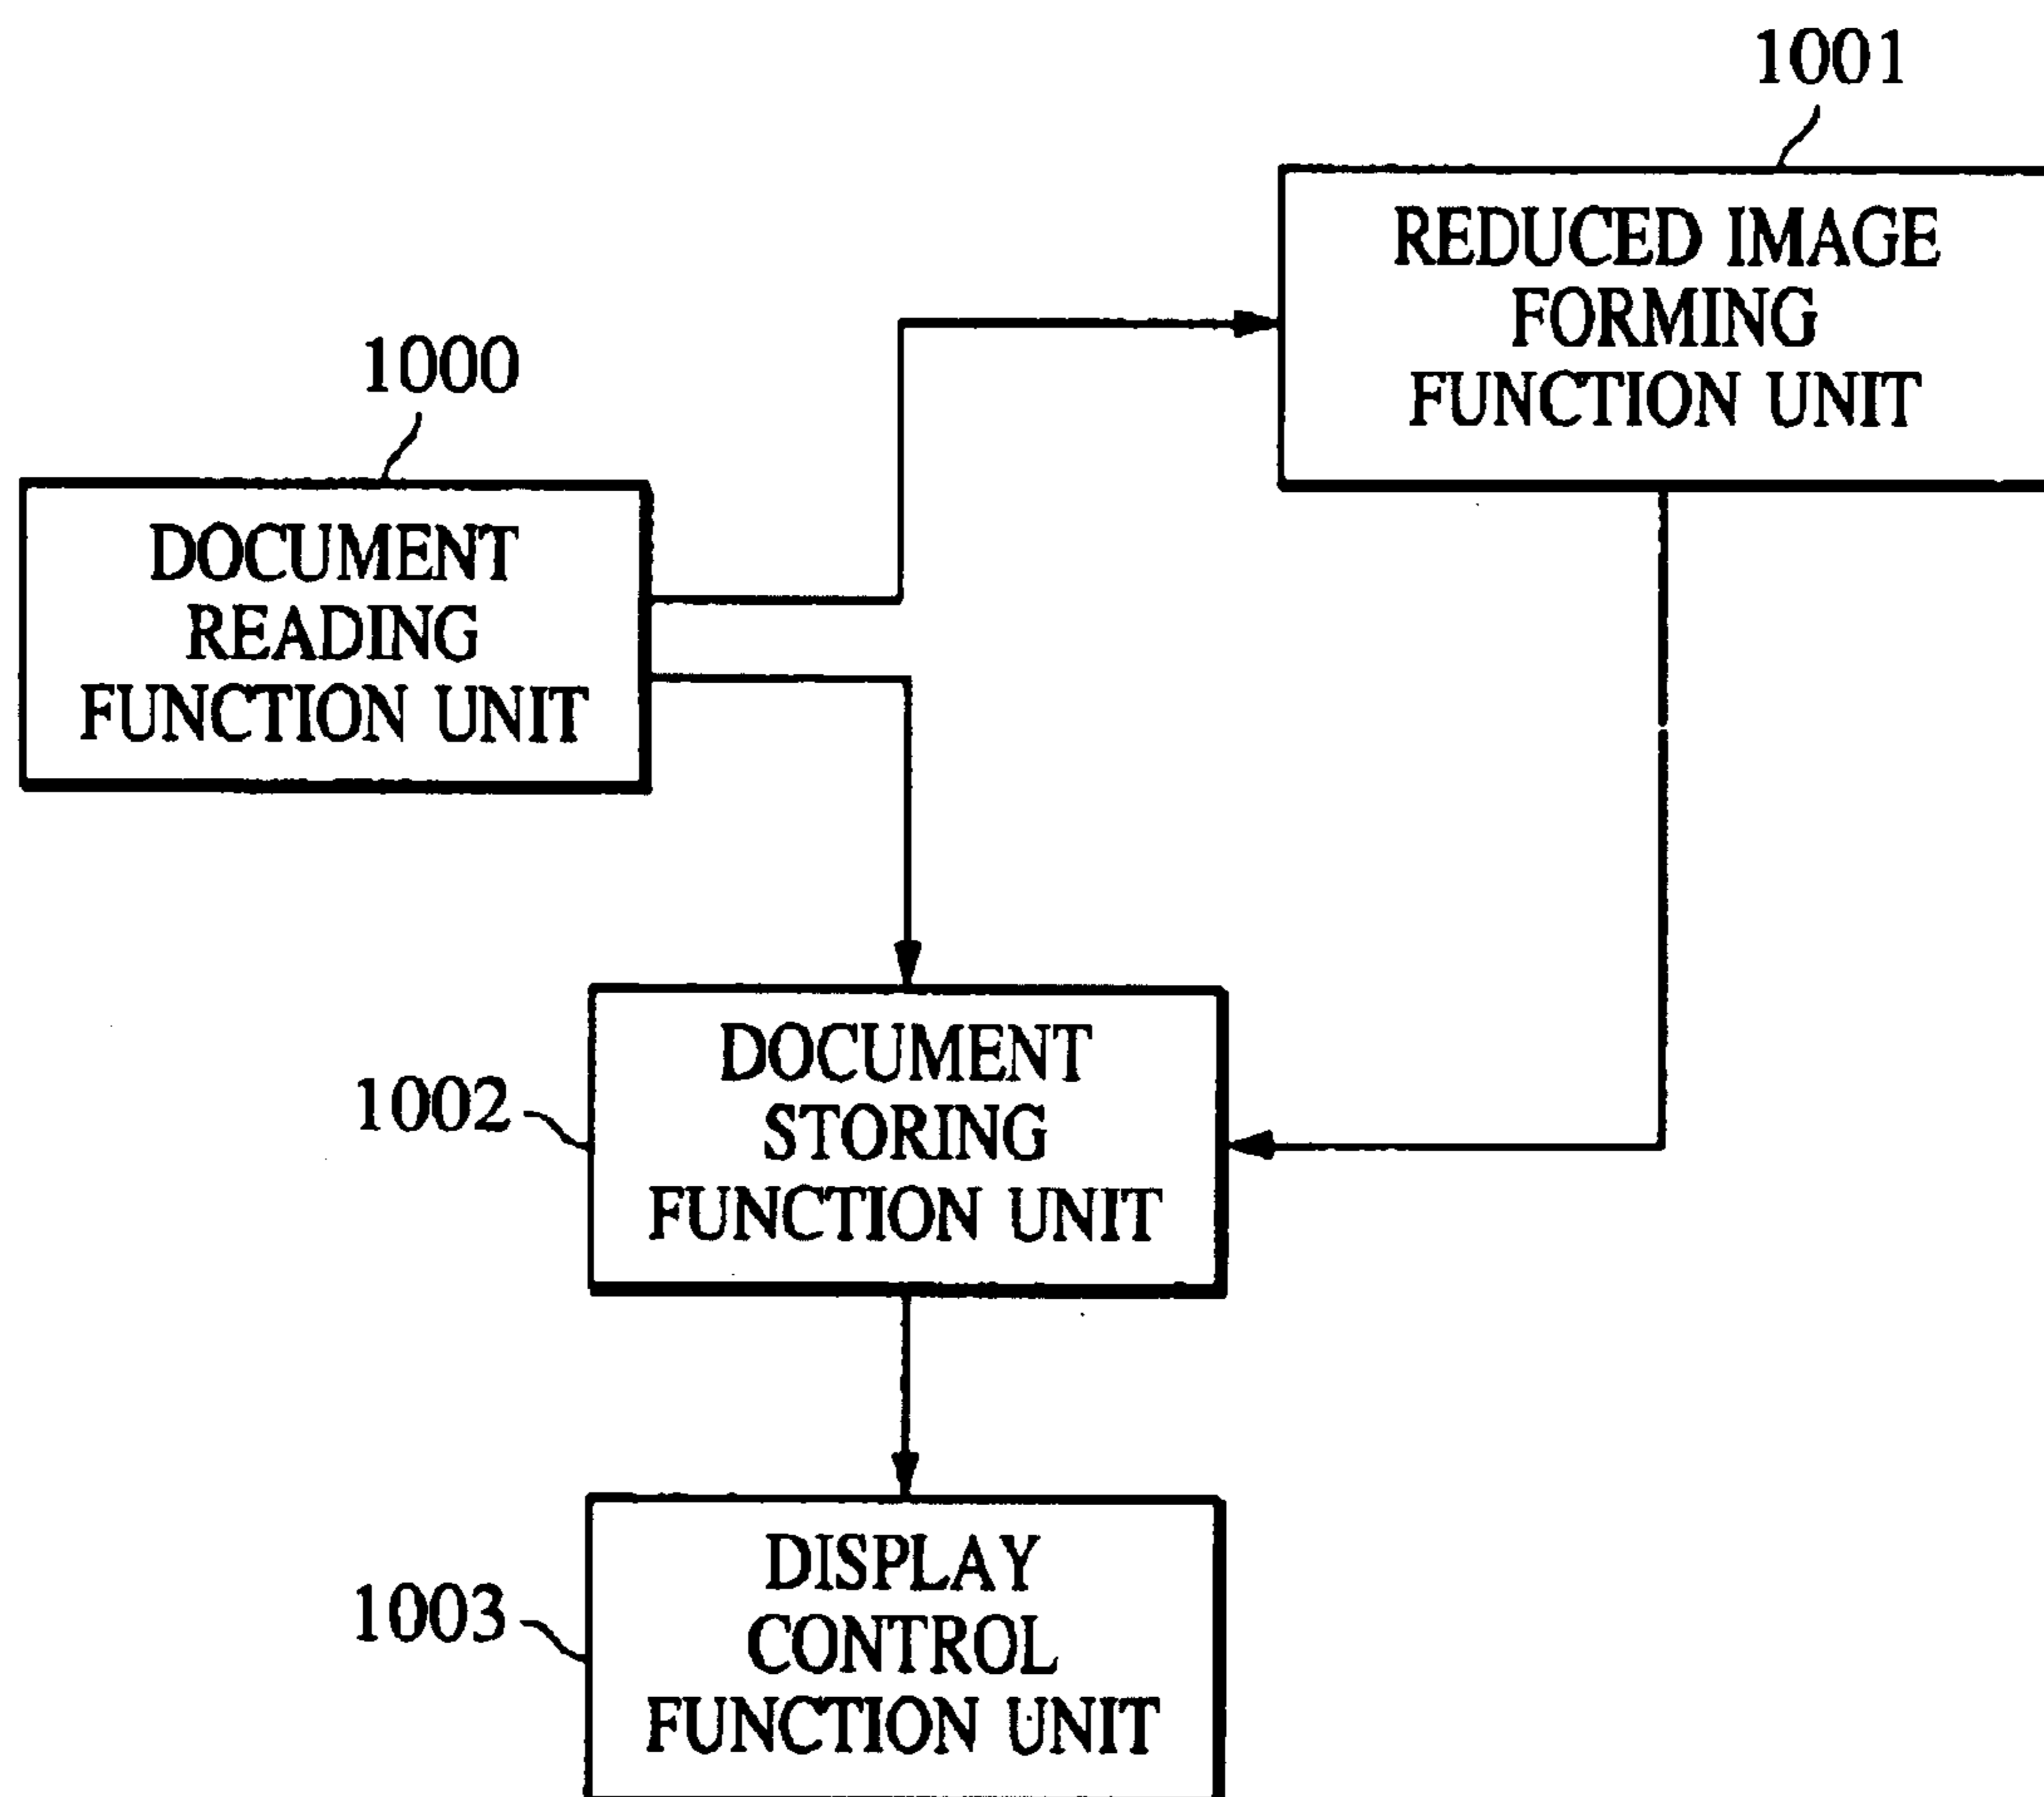 1001
REDUCED IMAGE
FORMING
FUNCTION UNIT
1000
DOCUMENT
READING
FUNCTION UNIT
1002
DOCUMENT
STORING
FUNCTION UNIT
1003
DISPLAY
CONTROL
FUNCTION UNIT